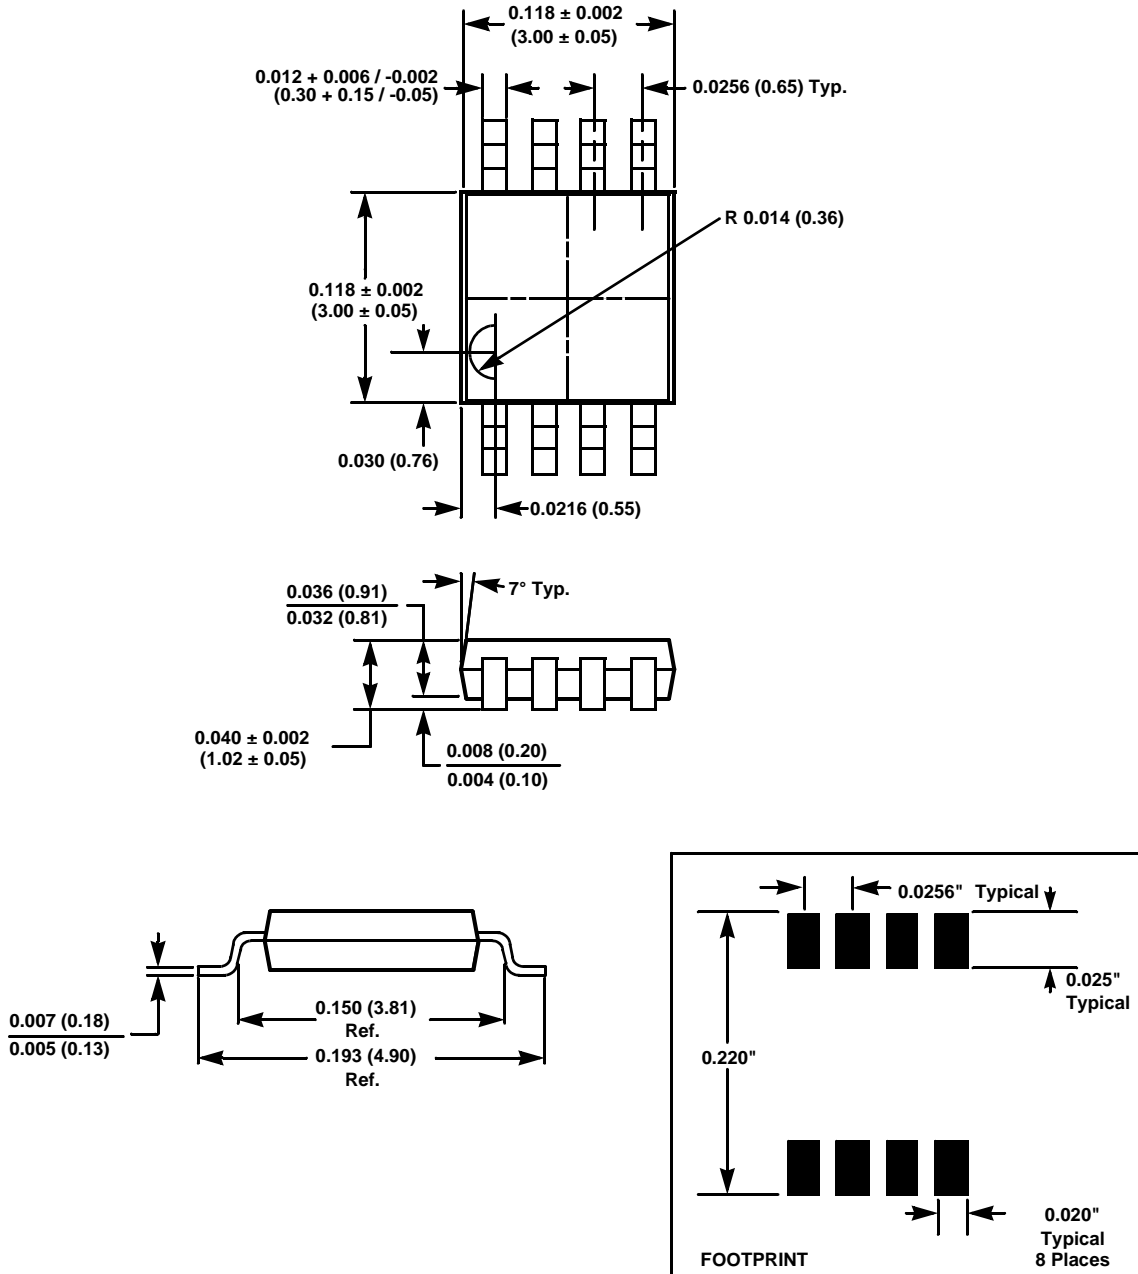 0.118 ± 0.002
(3.00 ± 0.05)
0.012 + 0.006 / -0.002
(0.30 + 0.15 / -0.05)
0.0256 (0.65) Typ.
R 0.014 (0.36)
0.118 ± 0.002
(3.00 ± 0.05)
0.030 (0.76)
0.0216 (0.55)
0.036 (0.91)
0.032 (0.81)
7° Typ.
0.040 ± 0.002
(1.02 ± 0.05)
0.008 (0.20)
0.004 (0.10)
0.007 (0.18)
0.005 (0.13)
0.150 (3.81)
Ref.
0.193 (4.90)
Ref.
0.0256" Typical
0.025"
Typical
0.220"
0.020"
Typical
8 Places
FOOTPRINT